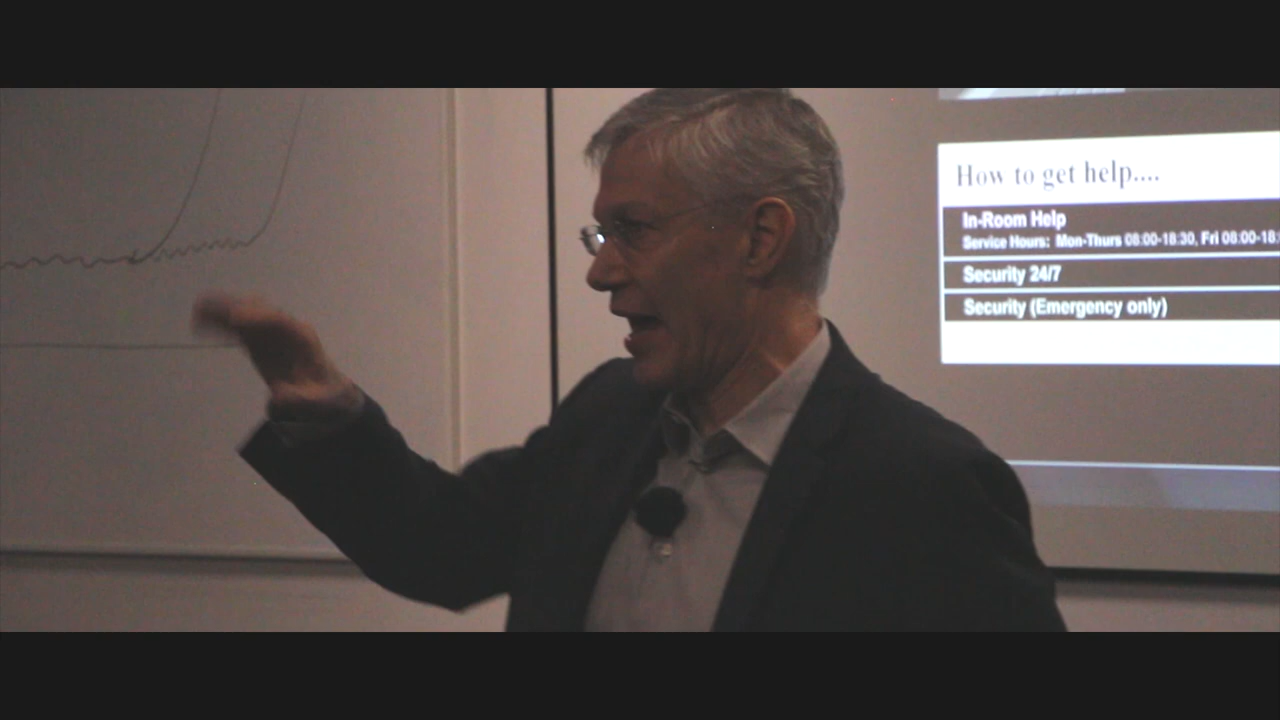 How to get help....
In-Room Help
Service Hours: Mon-Thurs 08:00-18:30, Fri 08:00-18:
Security 24/7
Security (Emergency only)